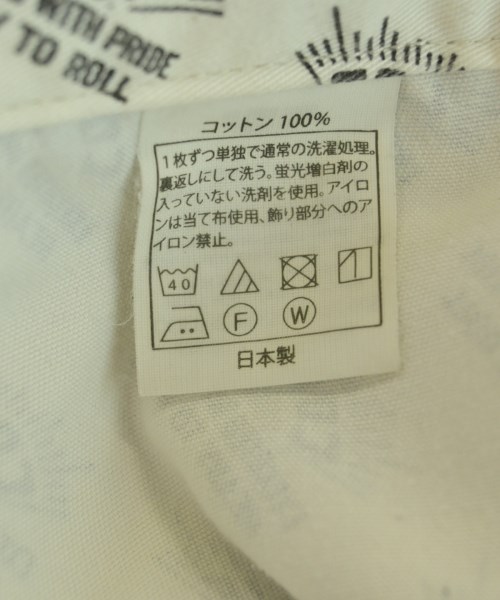 WITH PRIDE
TO ROLL
コットン 100%
1枚ずつ単独で通常の洗濯処理。
裏返しにして洗う。蛍光増白剤の
入っていない洗剤を使用。アイロ
ンは当て布使用、飾り部分へのア
イロン禁止。
40
F W
日本製